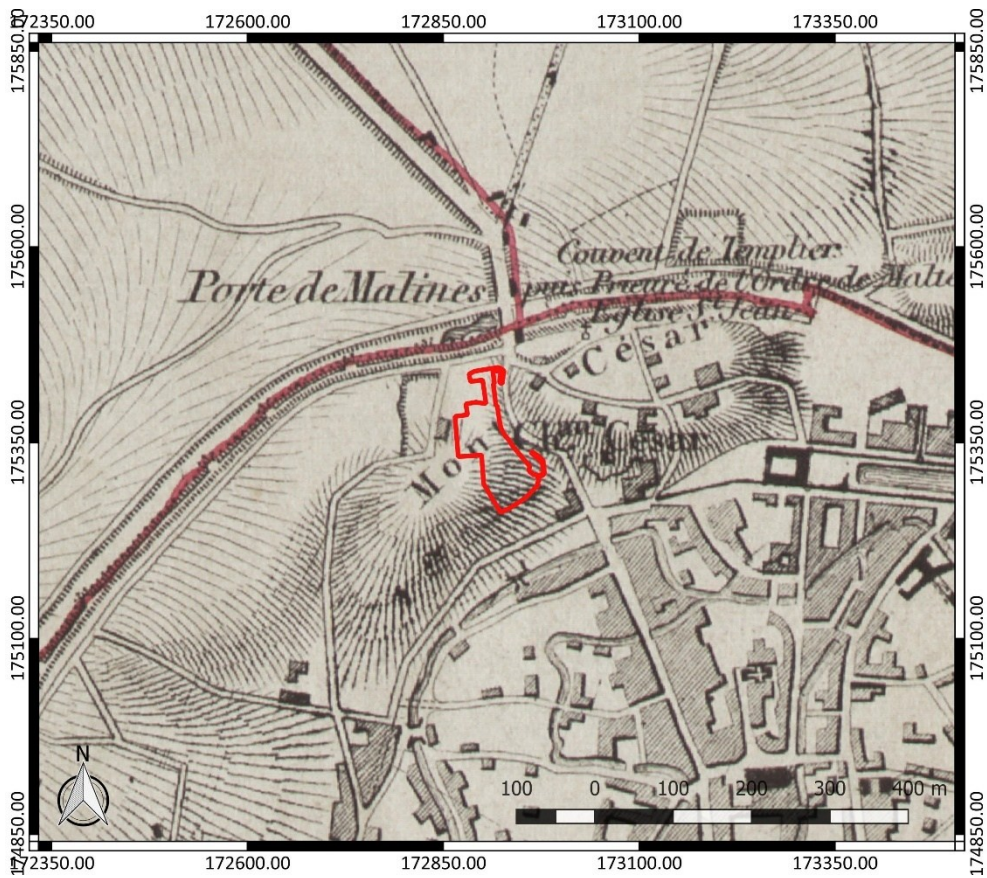 172350.00 172600.00 172850.00 173100.00 173350.00
175850.00 175850.00
Couvent de Templier
175600.00 175600.00
Porte de Malines
puis Prieuré de l'Ordre de Malte
Eglise St Jean
César
175350.00 175350.00
Mon
Chau César
175100.00 175100.00
N
100 0 100 200 300 400 m
174850.00 174850.00
172350.00 172600.00 172850.00 173100.00 173350.00